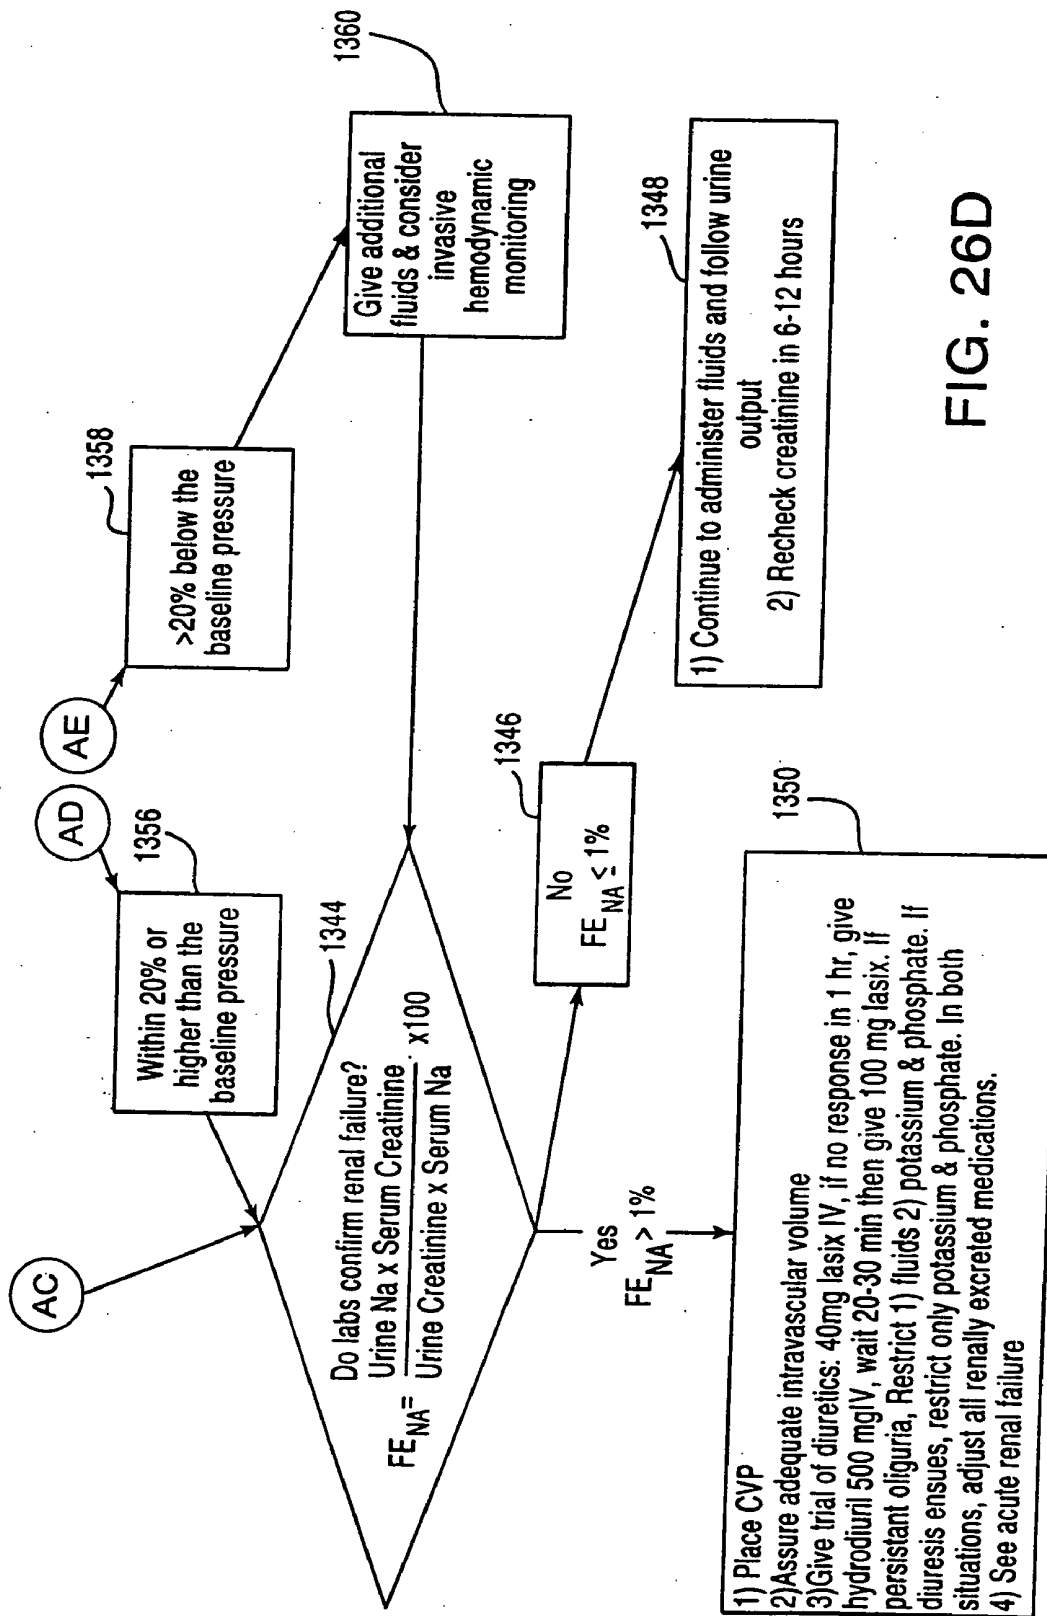 AC
AD
AE
1356
Within 20% or
higher than the
baseline pressure
1358
>20% below the
baseline pressure
1360
Give additional
fluids & consider
invasive
hemodynamic
monitoring
1344
Do labs confirm renal failure?
FE NA = Urine Na x Serum Creatinine x100
Urine Creatinine x Serum Na
1346
No
FE NA ≤ 1%
1348
1) Continue to administer fluids and follow urine
output
2) Recheck creatinine in 6-12 hours
Yes
FE NA > 1%
1350
1) Place CVP
2)Assure adequate intravascular volume
3)Give trial of diuretics: 40mg lasix IV, if no response in 1 hr, give
hydrodiuril 500 mgIV, wait 20-30 min then give 100 mg lasix. If
persistant oliguria, Restrict 1) fluids 2) potassium & phosphate. If
diuresis ensues, restrict only potassium & phosphate. In both
situations, adjust all renally excreted medications.
4) See acute renal failure
FIG. 26D